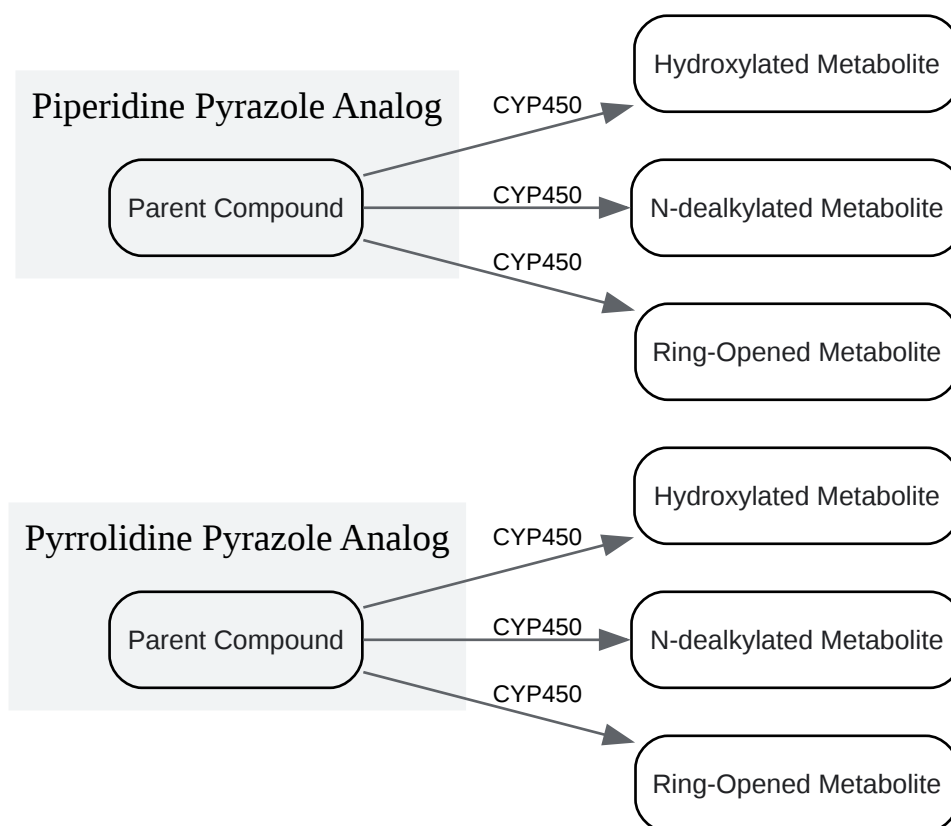 Hydroxylated Metabolite
Piperidine Pyrazole Analog
CYP450
Parent Compound
CYP450
N-dealkylated Metabolite
CYP450
Ring-Opened Metabolite
Hydroxylated Metabolite
Pyrrolidine Pyrazole Analog
CYP450
Parent Compound
CYP450
N-dealkylated Metabolite
CYP450
Ring-Opened Metabolite